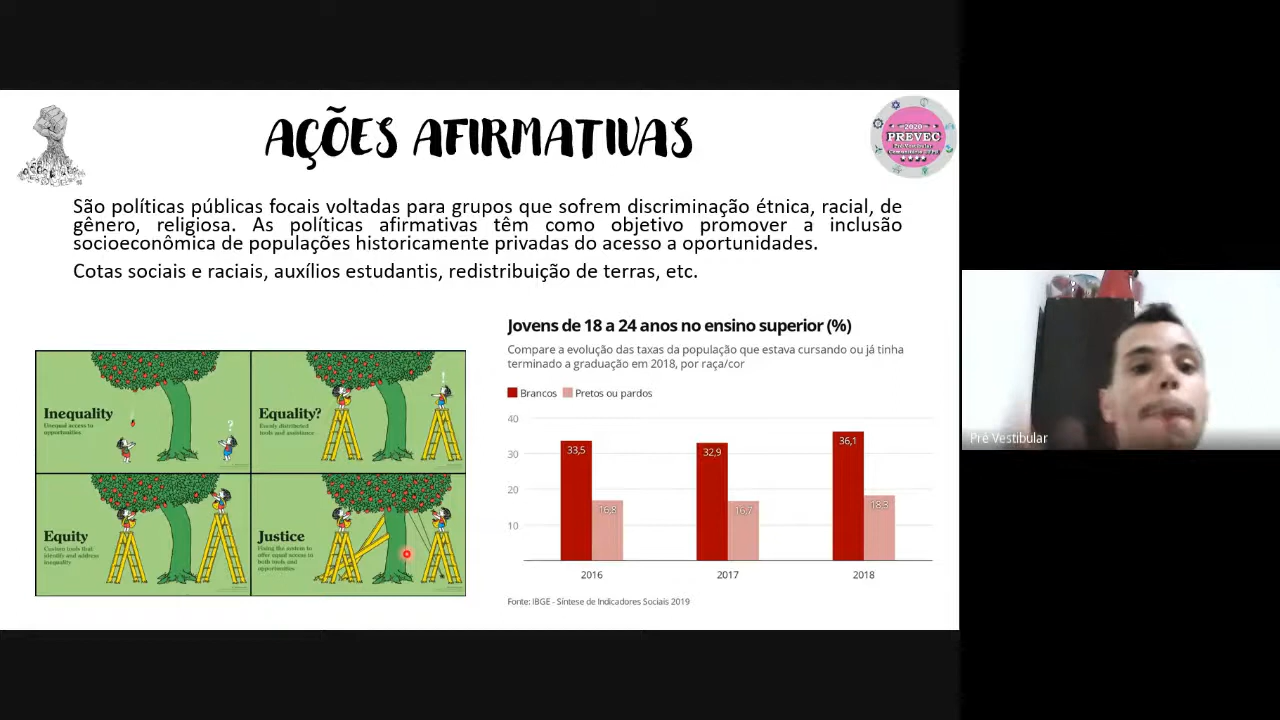 AÇÕES AFIRMATIVAS
2020
PREVEC
São políticas públicas focais voltadas para grupos que sofrem discriminação étnica, racial, de
gênero, religiosa. As políticas afirmativas têm como objetivo promover a inclusão
socioeconômica de populações historicamente privadas do acesso a oportunidades.
Cotas sociais e raciais, auxílios estudantis, redistribuição de terras, etc.
Inequality
Unequal access to
opportunities
?
Equality?
Evenly distributed
tools and assistance
!
Equity
Custom tools that
identify and address
inequality
Justice
Fixing the system to
offer equal access to
both tools and
opportunities
Jovens de 18 a 24 anos no ensino superior (%)
Compare a evolução das taxas da população que estava cursando ou já tinha
terminado a graduação em 2018, por raça/cor
Brancos Pretos ou pardos
40
30
20
10
33,5
16,8
32,9
16,7
36,1
18,3
2016
2017
2018
Fonte: IBGE - Síntese de Indicadores Sociais 2019
Pré Vestibular